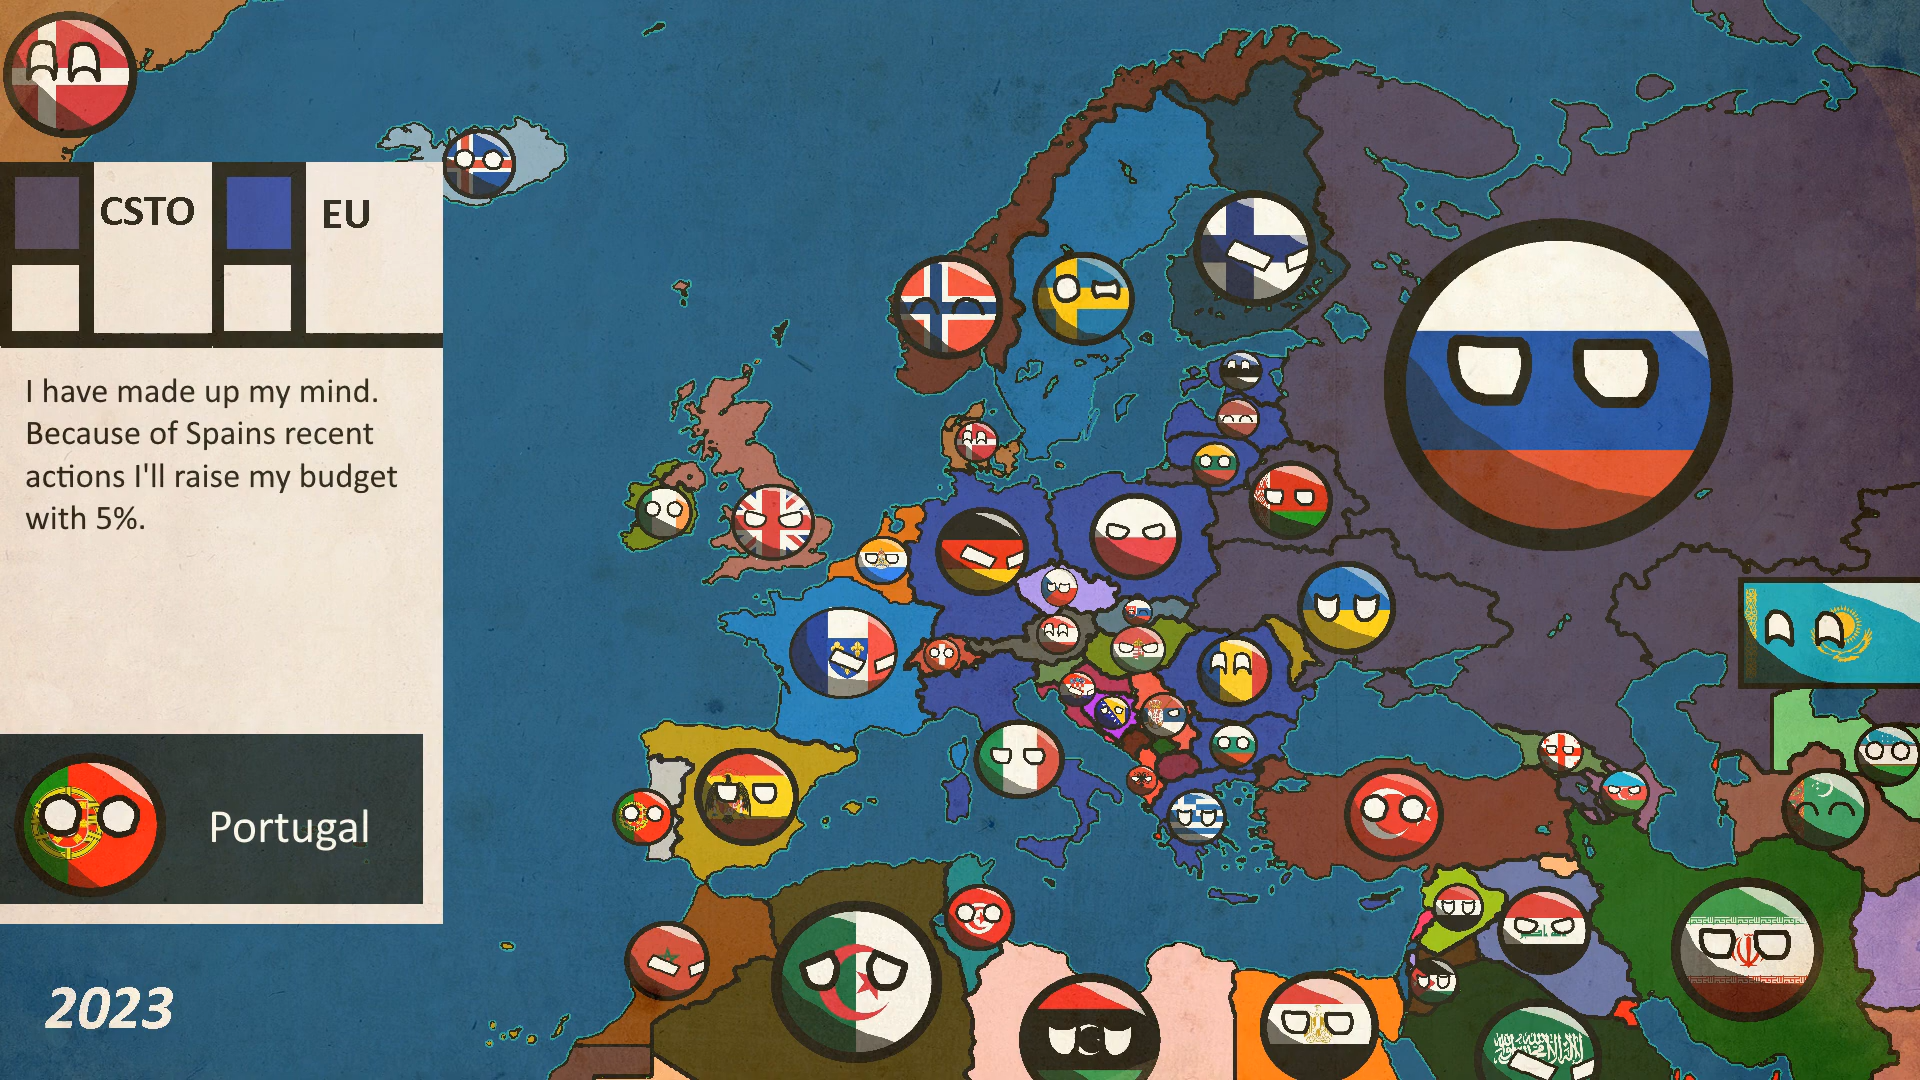 CSTO EU
I have made up my mind.
Because of Spains recent
actions I'll raise my budget
with 5%.
Portugal
2023